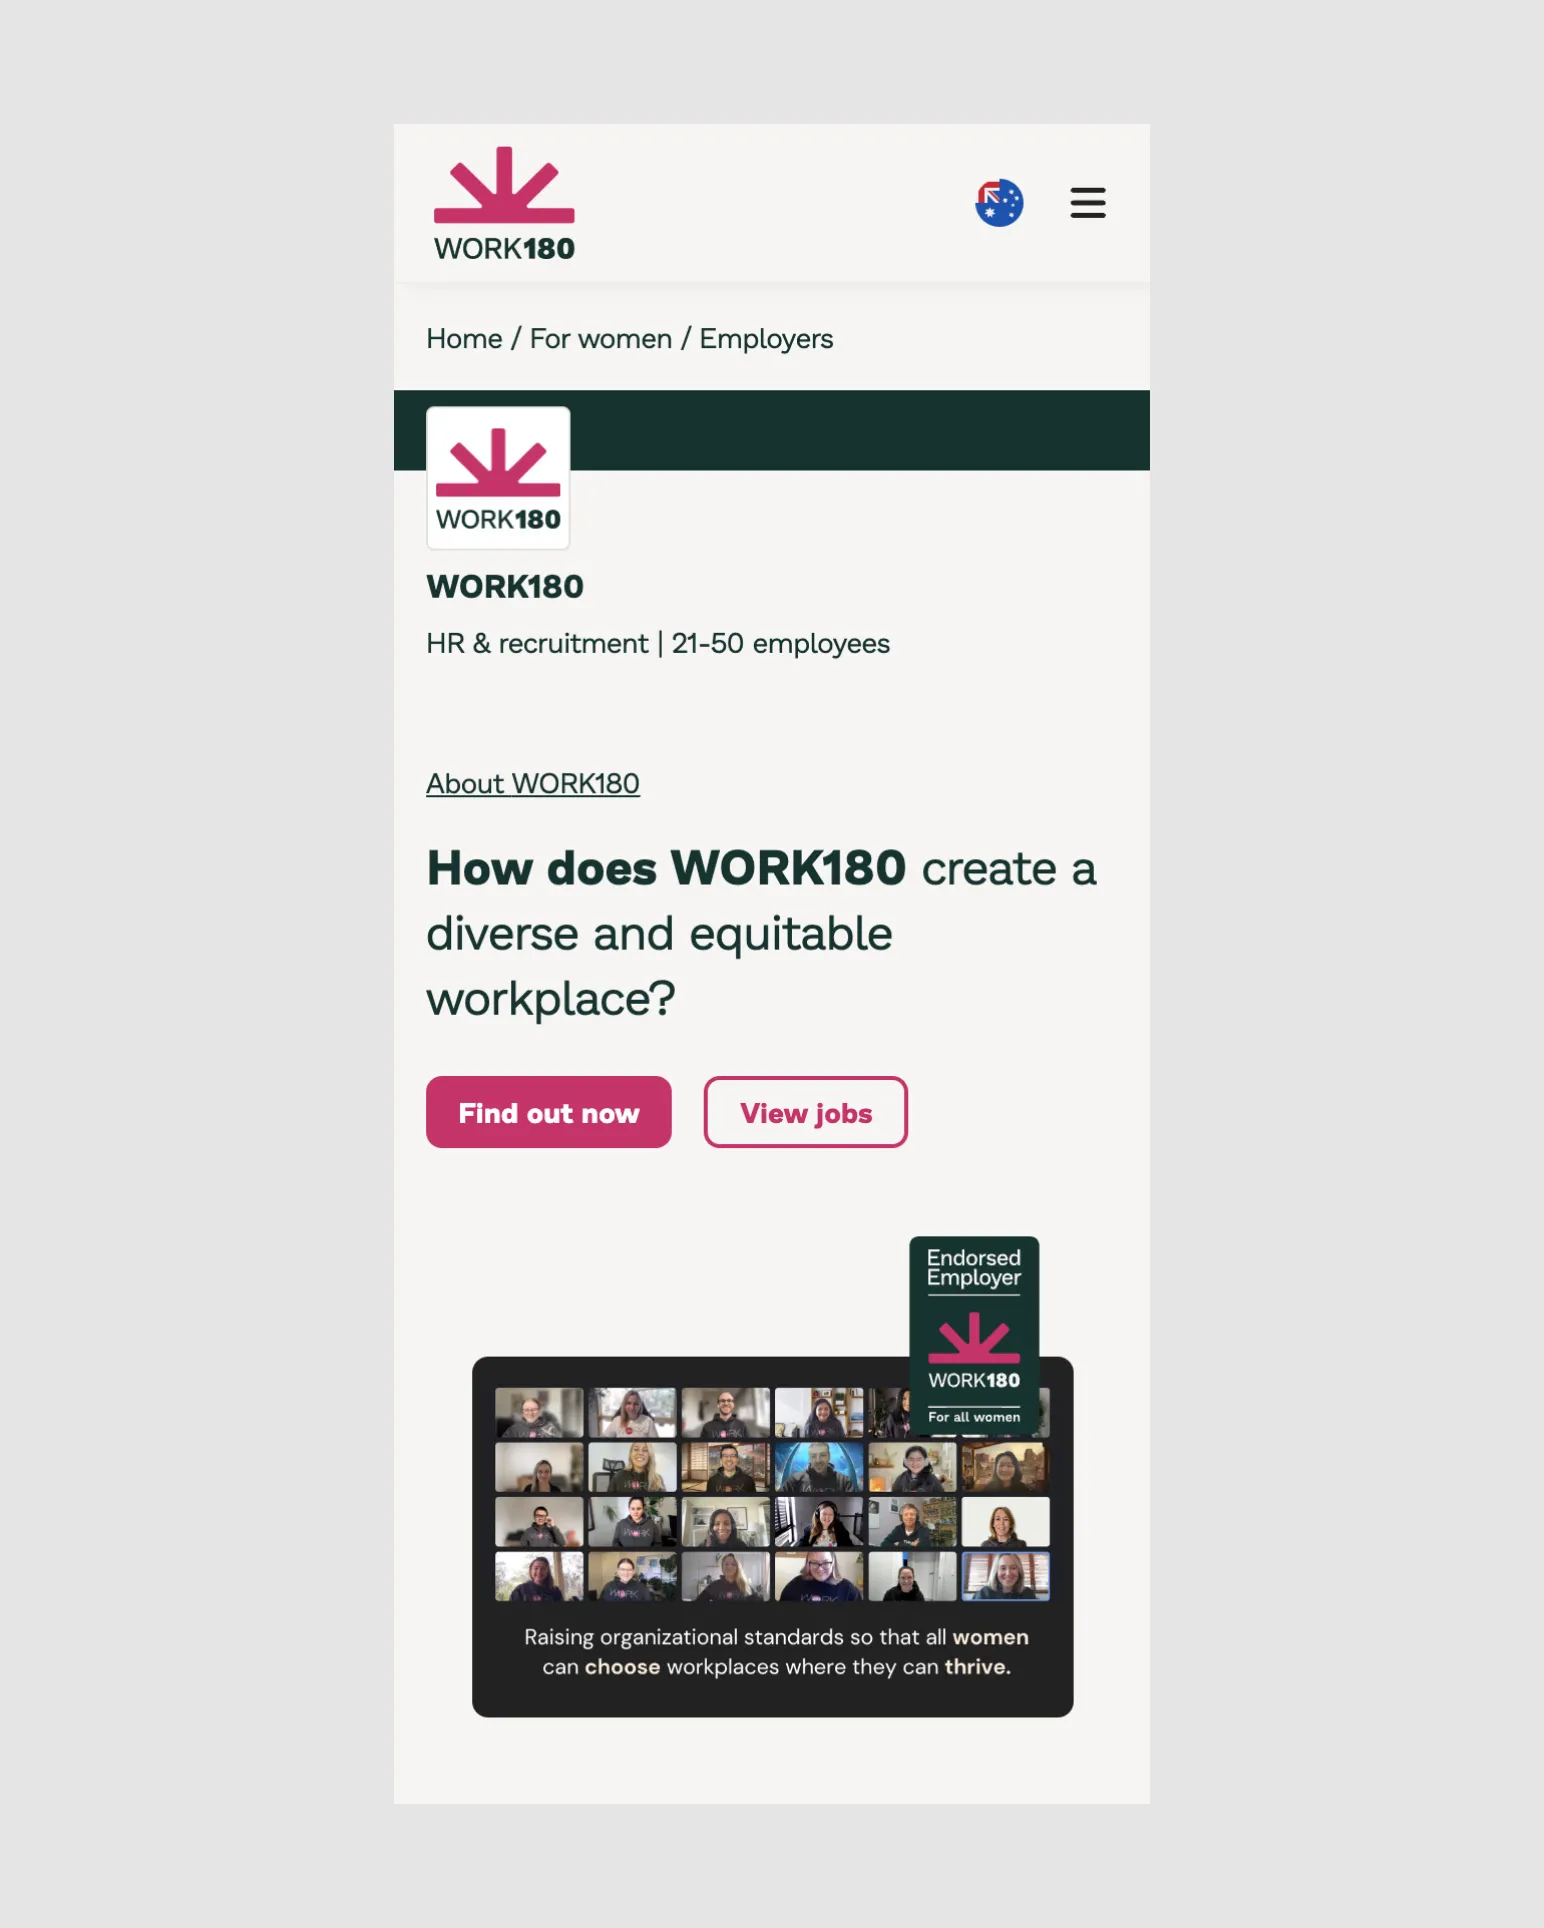 WORK180
Home / For women / Employers
WORK180
WORK180
HR & recruitment | 21-50 employees
About WORK180
How does WORK180 create a
diverse and equitable
workplace?
Find out now
View jobs
Endorsed
Employer
WORK180
For all women
Raising organizational standards so that all women
can choose workplaces where they can thrive.